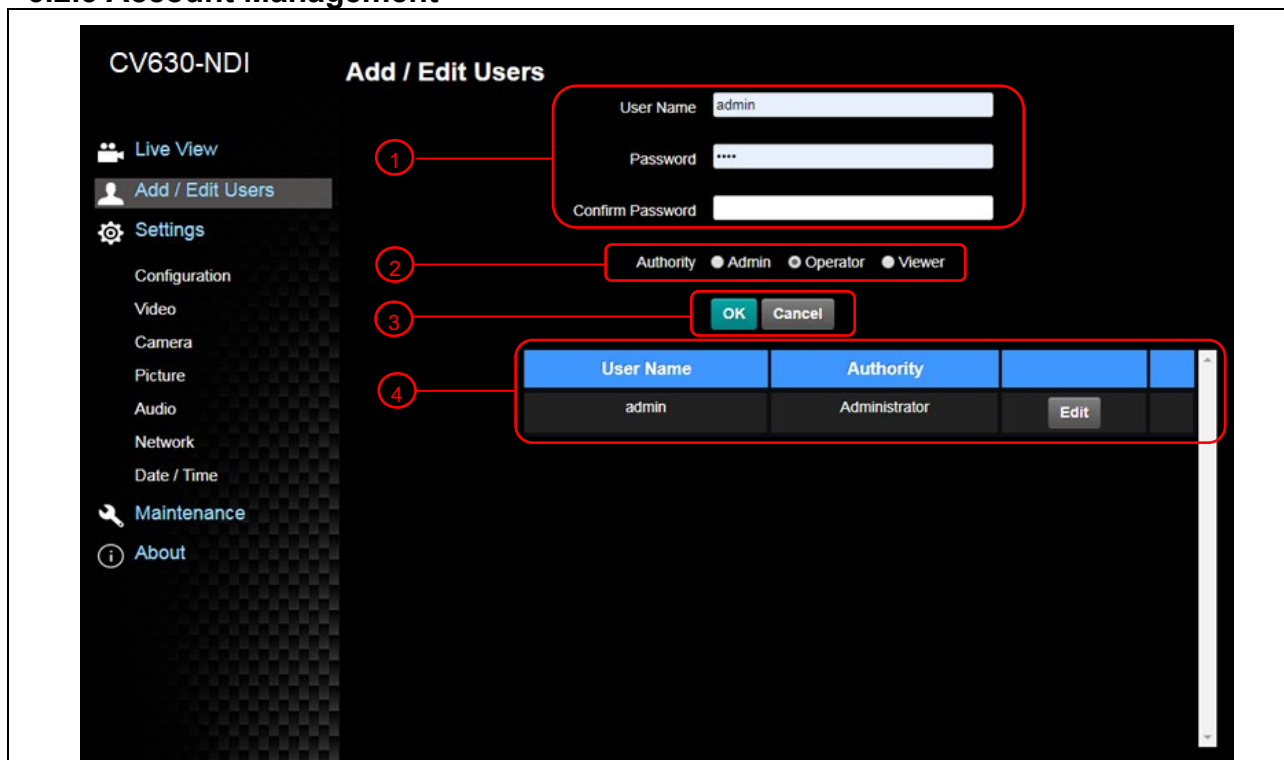 CV630-NDI
Live View
Add / Edit Users
Settings
Configuration
Video
Camera
Picture
Audio
Network
Date / Time
Maintenance
About
Add / Edit Users
1
User Name admin
Password ••••
Confirm Password
2
Authority Admin Operator Viewer
3
OK Cancel
4
User Name Authority
admin Administrator Edit